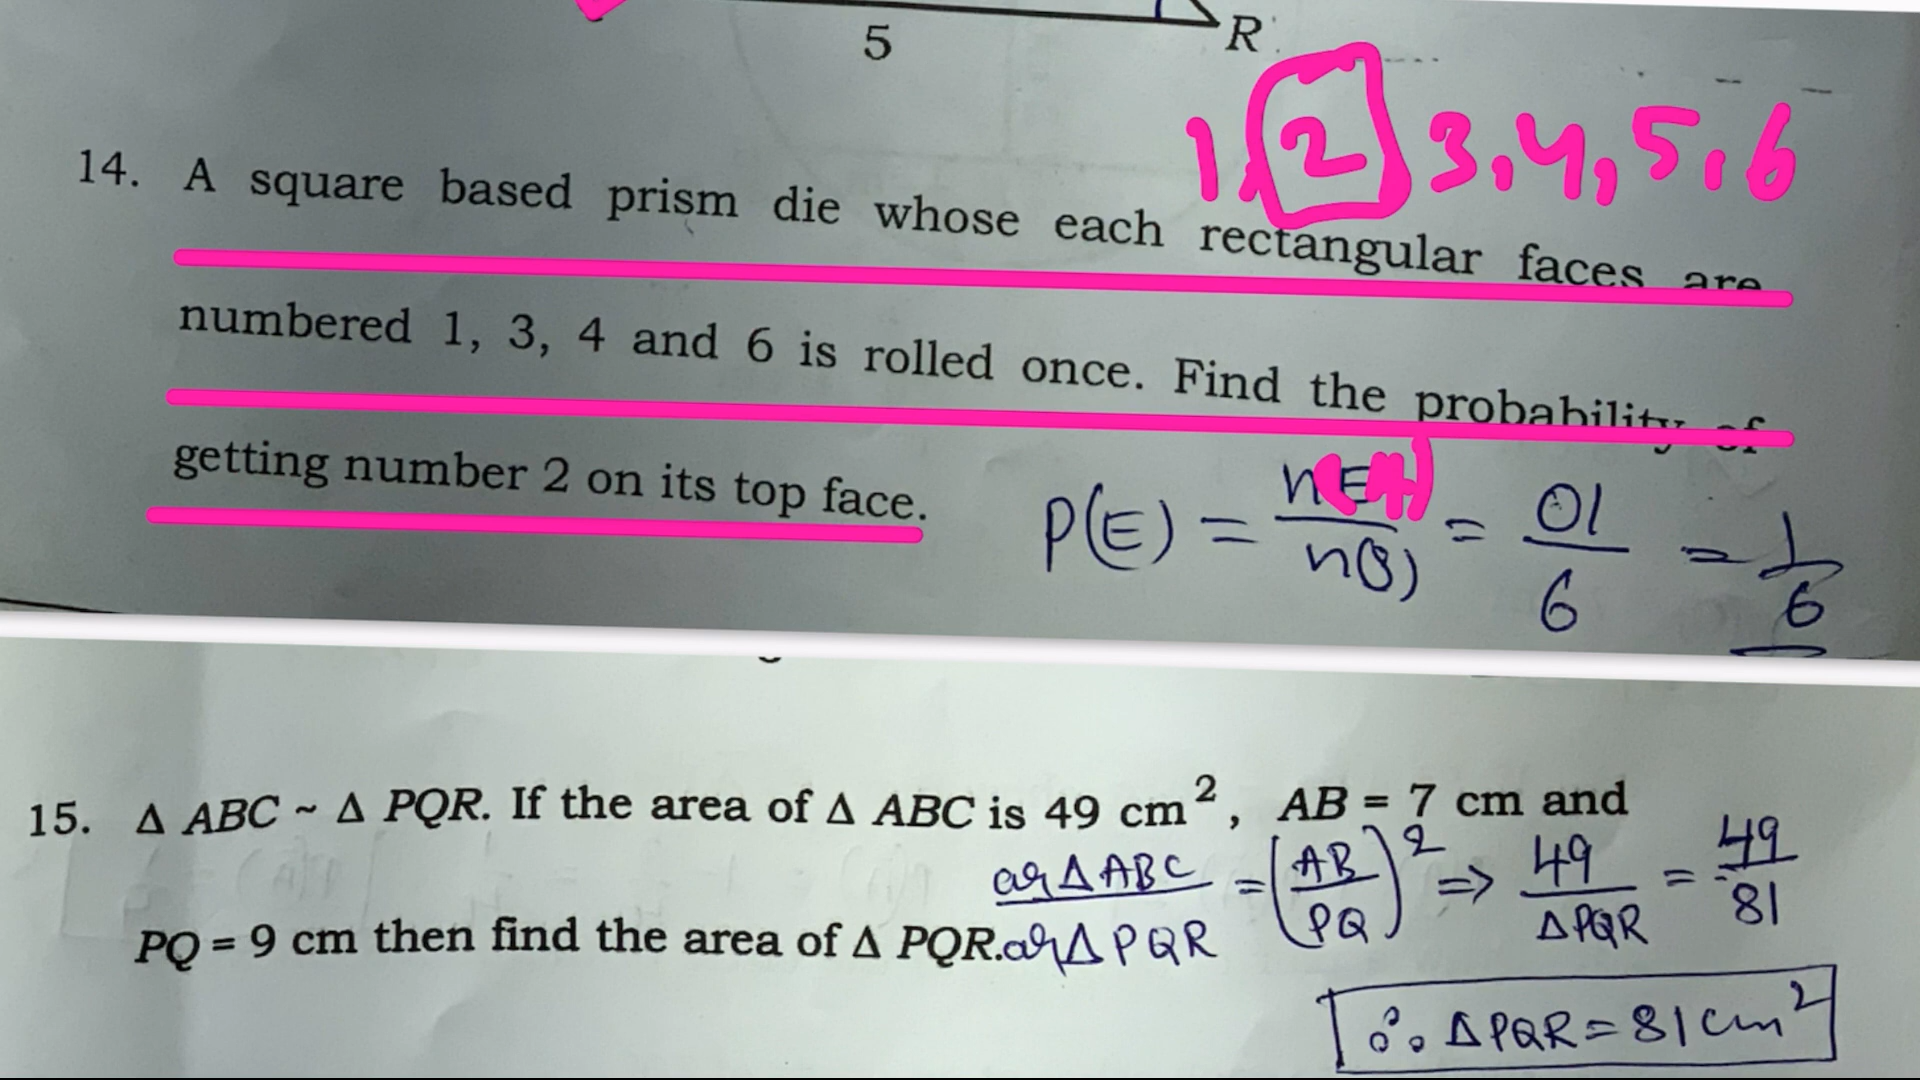 5
R
1, 2, 3, 4, 5, 6
14. A square based prism die whose each rectangular faces are
numbered 1, 3, 4 and 6 is rolled once. Find the probability of
getting number 2 on its top face.
P(E) = n(E)/n(S) = 01/6 = 1/6
15. Δ ABC ~ Δ PQR. If the area of Δ ABC is 49 cm², AB = 7 cm and
ar Δ ABC / ar Δ PQR = (AB/PQ)² => 49/ΔPQR = 49/81
PQ = 9 cm then find the area of Δ PQR.
∴ ΔPQR = 81 cm²